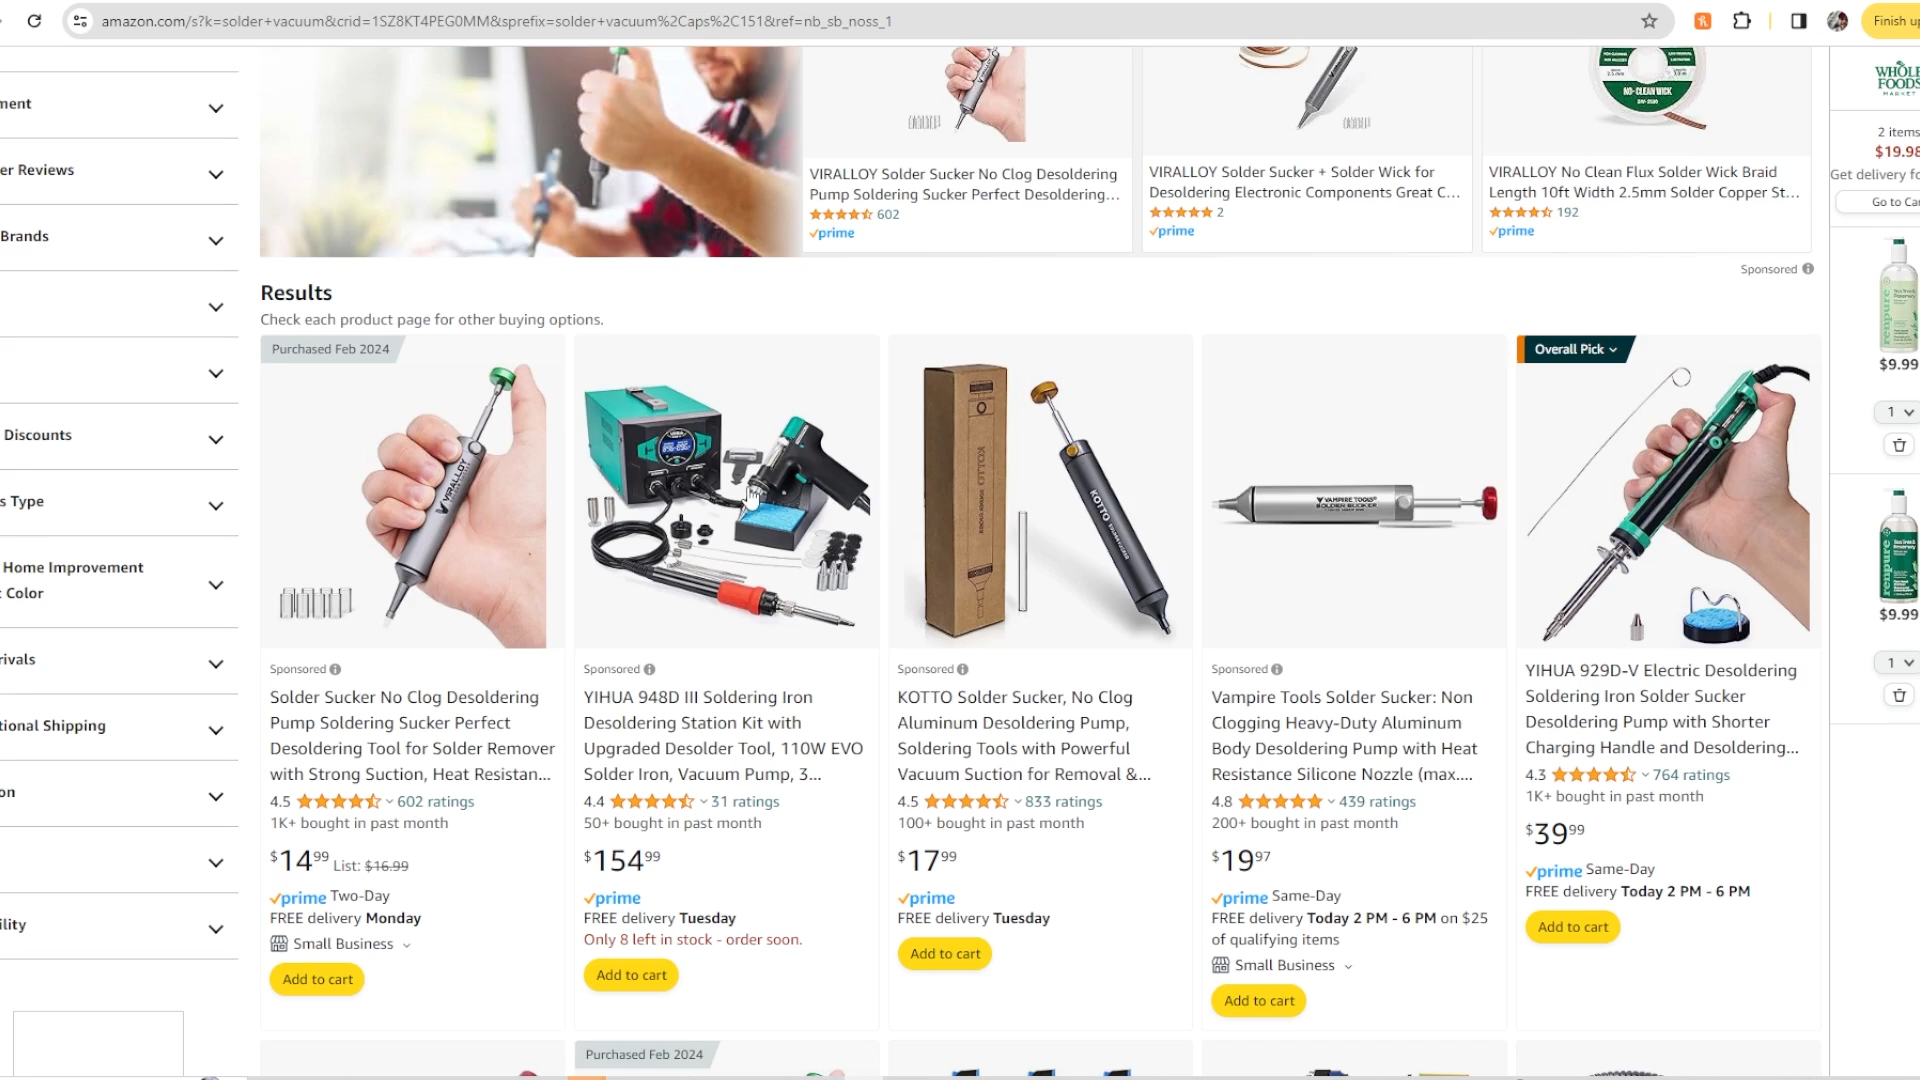 amazon.com/s?k=solder+vacuum&crid=1SZ8KT4PEG0MM&sprefix=solder+vacuum%2Caps%2C151&ref=nb_sb_noss_1
Finish up
ment
er Reviews
Brands
Discounts
s Type
Home Improvement
t Color
rivals
tional Shipping
on
ility
NO-CLEAN WICK
VIRALLOY Solder Sucker No Clog Desoldering
Pump Soldering Sucker Perfect Desoldering...
602
prime
VIRALLOY Solder Sucker + Solder Wick for
Desoldering Electronic Components Great C...
2
prime
VIRALLOY No Clean Flux Solder Wick Braid
Length 10ft Width 2.5mm Solder Copper St...
192
prime
Sponsored
Results
Check each product page for other buying options.
Purchased Feb 2024
VIRALLOY
Sponsored
Solder Sucker No Clog Desoldering
Pump Soldering Sucker Perfect
Desoldering Tool for Solder Remover
with Strong Suction, Heat Resistan...
4.5 602 ratings
1K+ bought in past month
$14.99 List: $16.99
prime Two-Day
FREE delivery Monday
Small Business
Add to cart
Sponsored
YIHUA 948D III Soldering Iron
Desoldering Station Kit with
Upgraded Desolder Tool, 110W EVO
Solder Iron, Vacuum Pump, 3...
4.4 31 ratings
50+ bought in past month
$154.99
prime
FREE delivery Tuesday
Only 8 left in stock - order soon.
Add to cart
KOTTO
Sponsored
KOTTO Solder Sucker, No Clog
Aluminum Desoldering Pump,
Soldering Tools with Powerful
Vacuum Suction for Removal &...
4.5 833 ratings
100+ bought in past month
$17.99
prime
FREE delivery Tuesday
Add to cart
VAMPIRE TOOLS
SOLDER SUCKER
Sponsored
Vampire Tools Solder Sucker: Non
Clogging Heavy-Duty Aluminum
Body Desoldering Pump with Heat
Resistance Silicone Nozzle (max....
4.8 439 ratings
200+ bought in past month
$19.97
prime Same-Day
FREE delivery Today 2 PM - 6 PM on $25
of qualifying items
Small Business
Add to cart
Overall Pick
YIHUA 929D-V Electric Desoldering
Soldering Iron Solder Sucker
Desoldering Pump with Shorter
Charging Handle and Desoldering...
4.3 764 ratings
1K+ bought in past month
$39.99
prime Same-Day
FREE delivery Today 2 PM - 6 PM
Add to cart
Purchased Feb 2024
WHOLE
FOODS
MARKET
2 items
$19.98
Get delivery fo
Go to Car
renpure
$9.99
1
renpure
$9.99
1